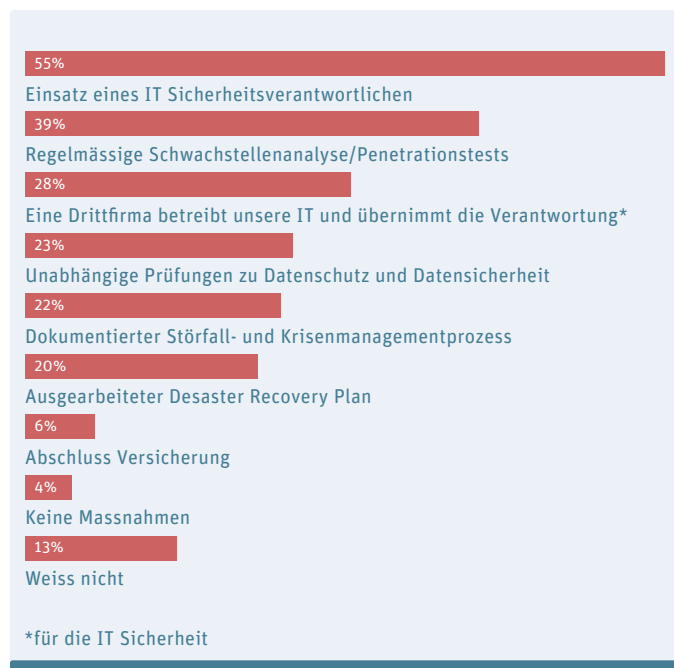 55%
Einsatz eines IT Sicherheitsverantwortlichen
39%
Regelmässige Schwachstellenanalyse/Penetrationstests
28%
Eine Drittfirma betreibt unsere IT und übernimmt die Verantwortung*
23%
Unabhängige Prüfungen zu Datenschutz und Datensicherheit
22%
Dokumentierter Störfall- und Krisenmanagementprozess
20%
Ausgearbeiteter Desaster Recovery Plan
6%
Abschluss Versicherung
4%
Keine Massnahmen
13%
Weiss nicht
*für die IT Sicherheit